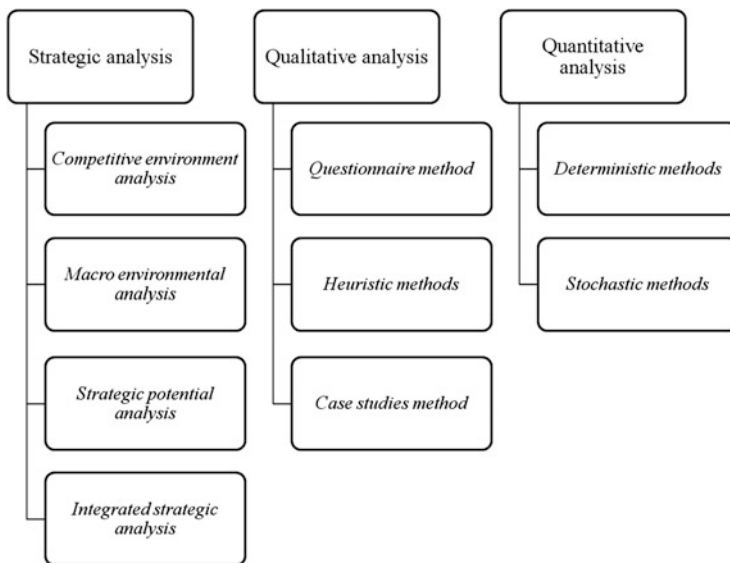 Strategic analysis
Competitive environment
analysis
Macro environmental
analysis
Strategic potential
analysis
Integrated strategic
analysis
Qualitative analysis
Questionnaire method
Heuristic methods
Case studies method
Quantitative
analysis
Deterministic methods
Stochastic methods